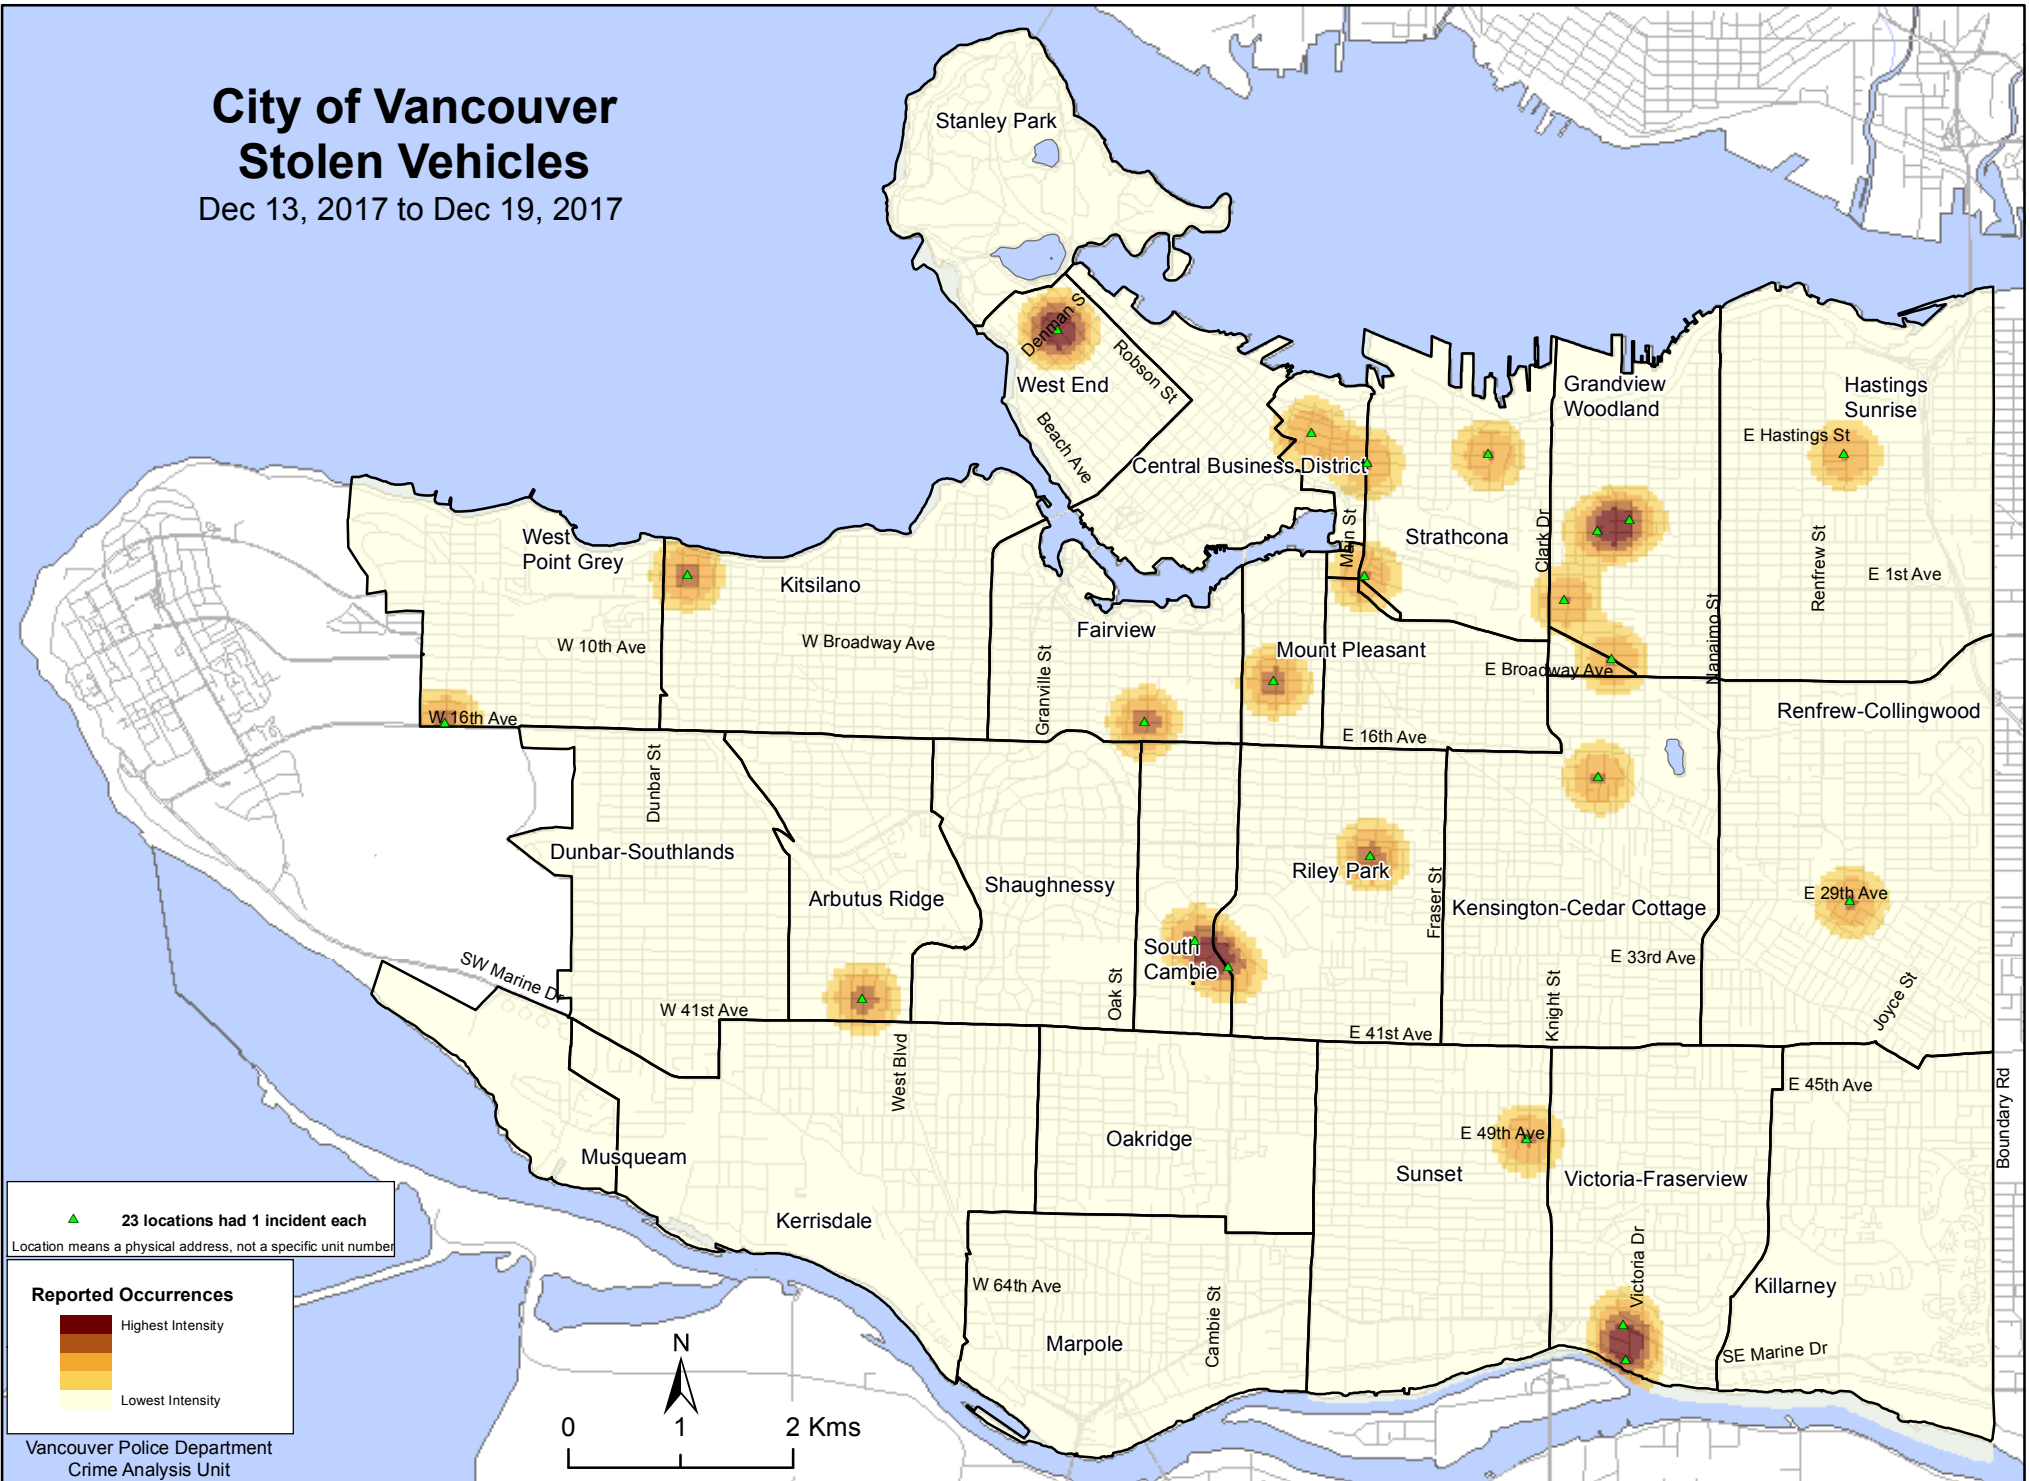 City of Vancouver
Stolen Vehicles
Dec 13, 2017 to Dec 19, 2017
Stanley Park
Denman S
Robson St
West End
Beach Ave
Central Business District
Grandview
Woodland
Hastings
Sunrise
E Hastings St
Main St
Strathcona
Clark Dr
Renfrew St
E 1st Ave
Nanaimo St
West
Point Grey
Kitsilano
W 10th Ave
W Broadway Ave
Fairview
Granville St
Mount Pleasant
E Broadway Ave
W 16th Ave
E 16th Ave
Renfrew-Collingwood
Dunbar St
Dunbar-Southlands
Arbutus Ridge
Shaughnessy
Riley Park
Fraser St
Kensington-Cedar Cottage
E 29th Ave
South
Cambie
E 33rd Ave
SW Marine Dr
W 41st Ave
Oak St
E 41st Ave
Knight St
Joyce St
West Blvd
E 45th Ave
Boundary Rd
Musqueam
Oakridge
E 49th Ave
Sunset
Victoria-Fraserview
Kerrisdale
W 64th Ave
Marpole
Cambie St
Victoria Dr
Killarney
SE Marine Dr
23 locations had 1 incident each
Location means a physical address, not a specific unit number
Reported Occurrences
Highest Intensity
Lowest Intensity
Vancouver Police Department
Crime Analysis Unit
N
0 1 2 Kms